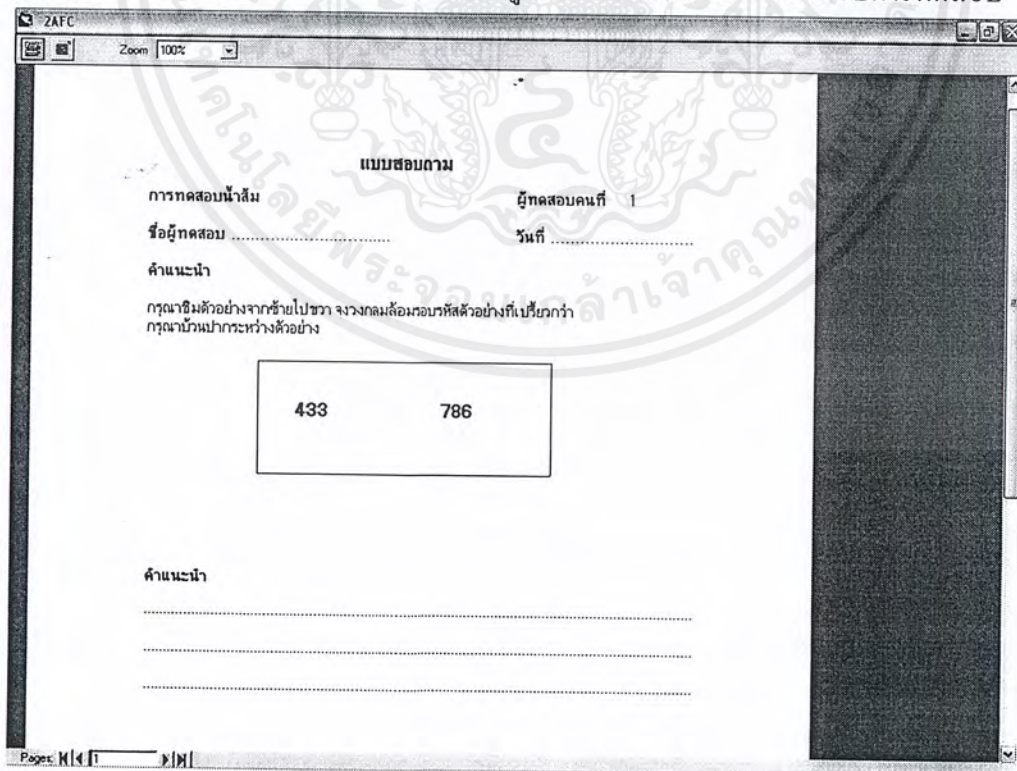 2AFC
Zoom 100%
แบบสอบถาม
การทดสอบน้ำส้ม ผู้ทดสอบคนที่ 1
ชื่อผู้ทดสอบ ................................ วันที่ .............................
คำแนะนำ
กรุณาชิมตัวอย่างจากซ้ายไปขวา จงวงกลมล้อมรอบรหัสตัวอย่างที่เปรี้ยวกว่า
กรุณาบ้วนปากระหว่างตัวอย่าง
433 786
คำแนะนำ
Pages: 1